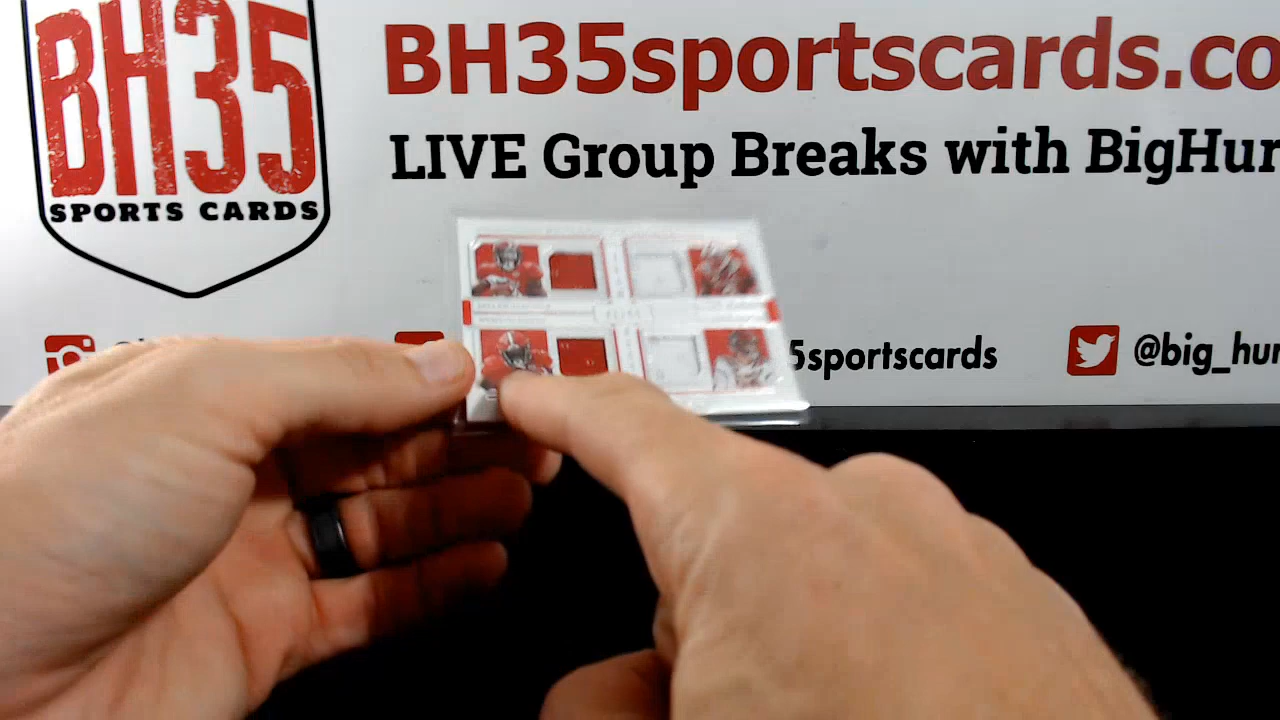 BH35
SPORTS CARDS
BH35sportscards.co
LIVE Group Breaks with BigHur
5sportscards
@big_hur